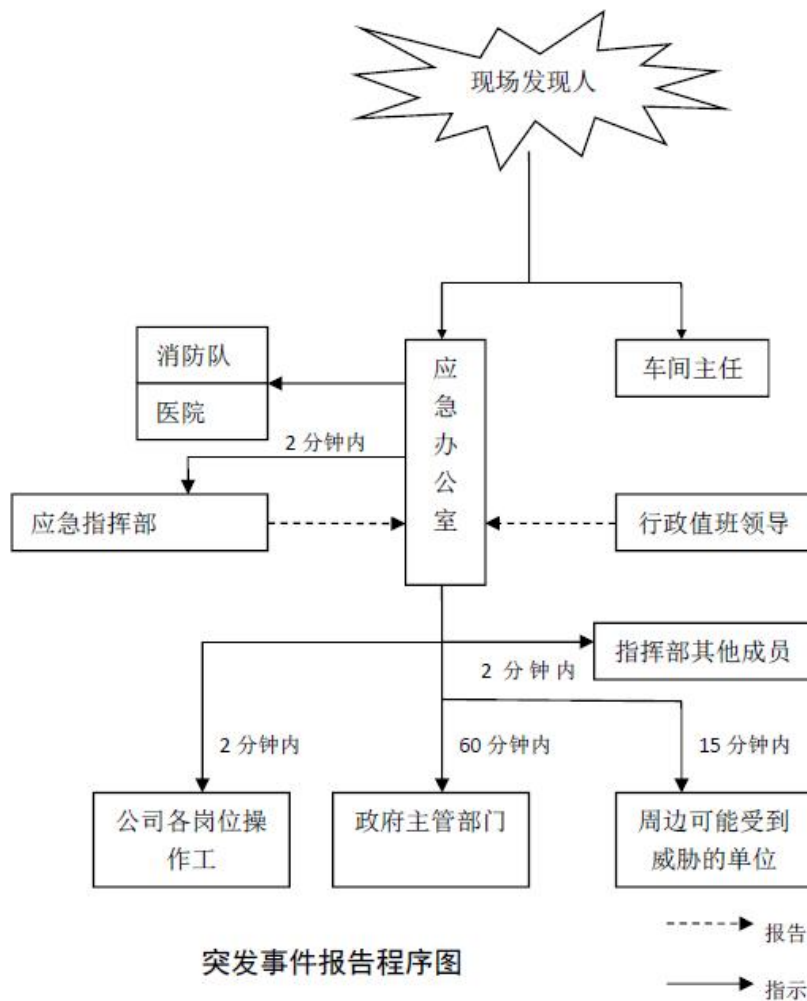 现场发现人
消防队
医院
应
急
办
公
室
车间主任
2 分钟内
应急指挥部
行政值班领导
指挥部其他成员
2 分钟内
2 分钟内
60 分钟内
15 分钟内
公司各岗位操
作工
政府主管部门
周边可能受到
威胁的单位
报告
突发事件报告程序图
指示